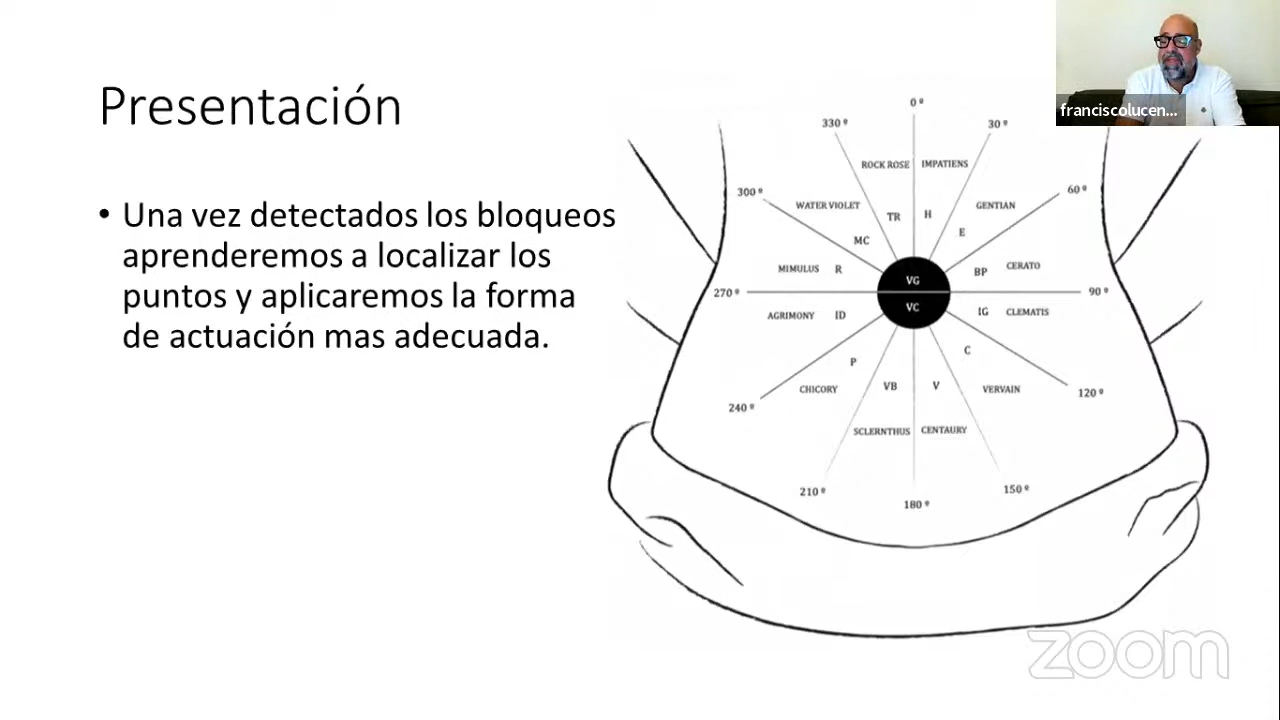 Presentación
• Una vez detectados los bloqueos
aprenderemos a localizar los
puntos y aplicaremos la forma
de actuación mas adecuada.
franciscolucen...
0º
330º
30º
ROCK ROSE
IMPATIENS
300º
60º
WATER VIOLET
TR
H
GENTIAN
MC
E
MIMULUS
R
VG
BP
CERATO
270º
90º
AGRIMONY
ID
VC
IG
CLEMATIS
P
C
CHICORY
VB
V
VERVAIN
240º
120º
SCLERNTHUS
CENTAURY
210º
150º
180º
zoom